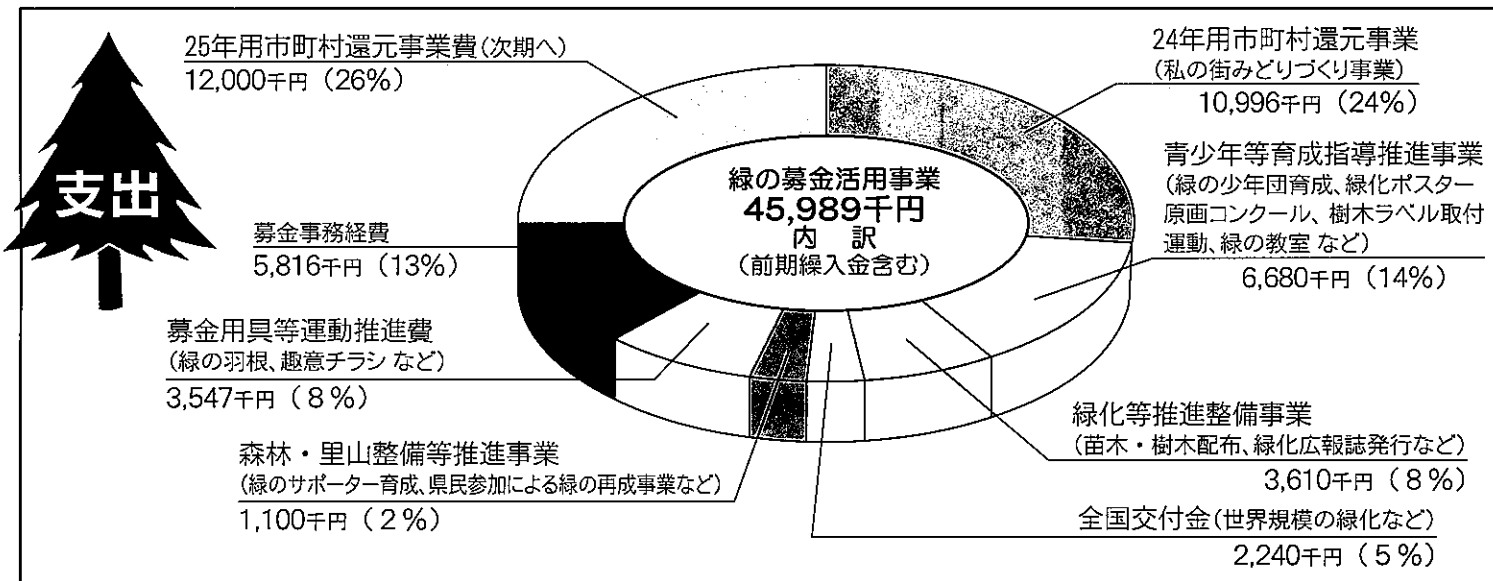 支出
25年用市町村還元事業費(次期へ)
12,000千円(26%)
24年用市町村還元事業
(私の街みどりづくり事業)
10,996千円(24%)
青少年等育成指導推進事業
(緑の少年団育成、緑化ポスター
原画コンクール、樹木ラベル取付
運動、緑の教室 など)
6,680千円(14%)
緑の募金活用事業
45,989千円
内 訳
(前期繰入金含む)
募金事務経費
5,816千円(13%)
募金用具等運動推進費
(緑の羽根、趣意チラシ など)
3,547千円(8%)
森林・里山整備等推進事業
(緑のサポーター育成、県民参加による緑の再成事業など)
1,100千円(2%)
緑化等推進整備事業
(苗木・樹木配布、緑化広報誌発行など)
3,610千円(8%)
全国交付金(世界規模の緑化など)
2,240千円(5%)